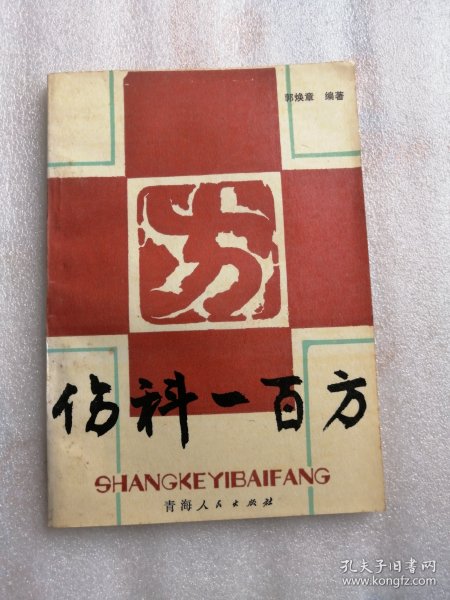 郭焕章 编著
方
伤科一百方
SHANGKEYIBAIFANG
青海人民出版社
孔夫子旧书网
www.kongfz.com